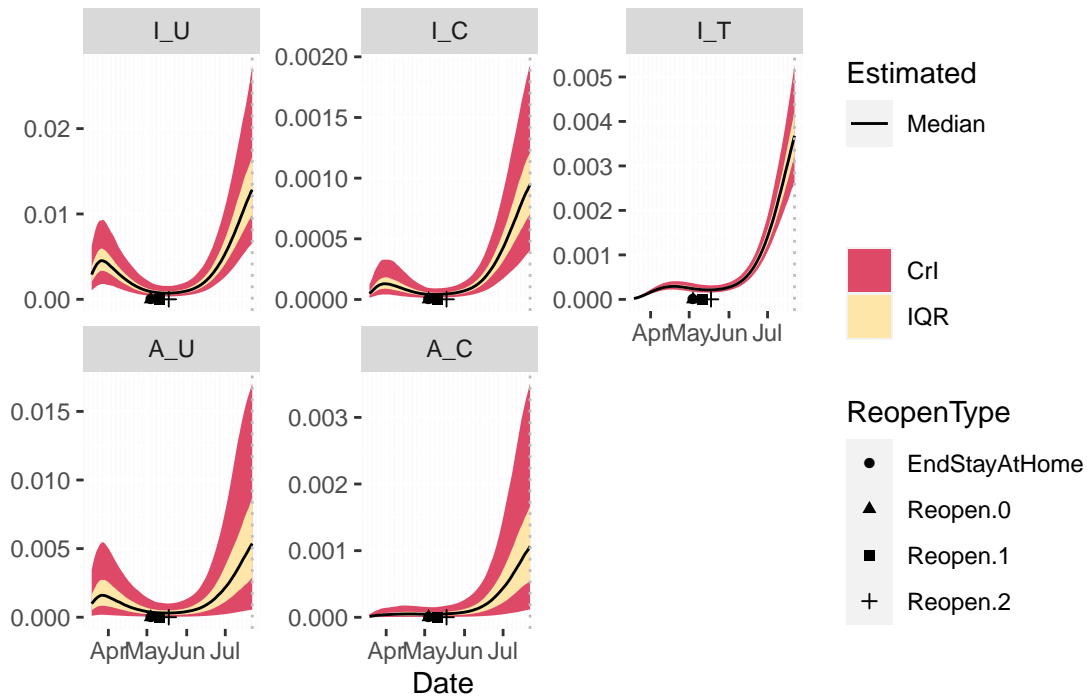 I_U
I_C
I_T
0.02
0.01
0.00
0.0020
0.0015
0.0010
0.0005
0.0000
0.005
0.004
0.003
0.002
0.001
0.000
Apr May Jun Jul
A_U
A_C
0.015
0.010
0.005
0.000
0.003
0.002
0.001
0.000
Apr May Jun Jul
Apr May Jun Jul
Date
Estimated
Median
CrI
IQR
ReopenType
EndStayAtHome
Reopen.0
Reopen.1
Reopen.2